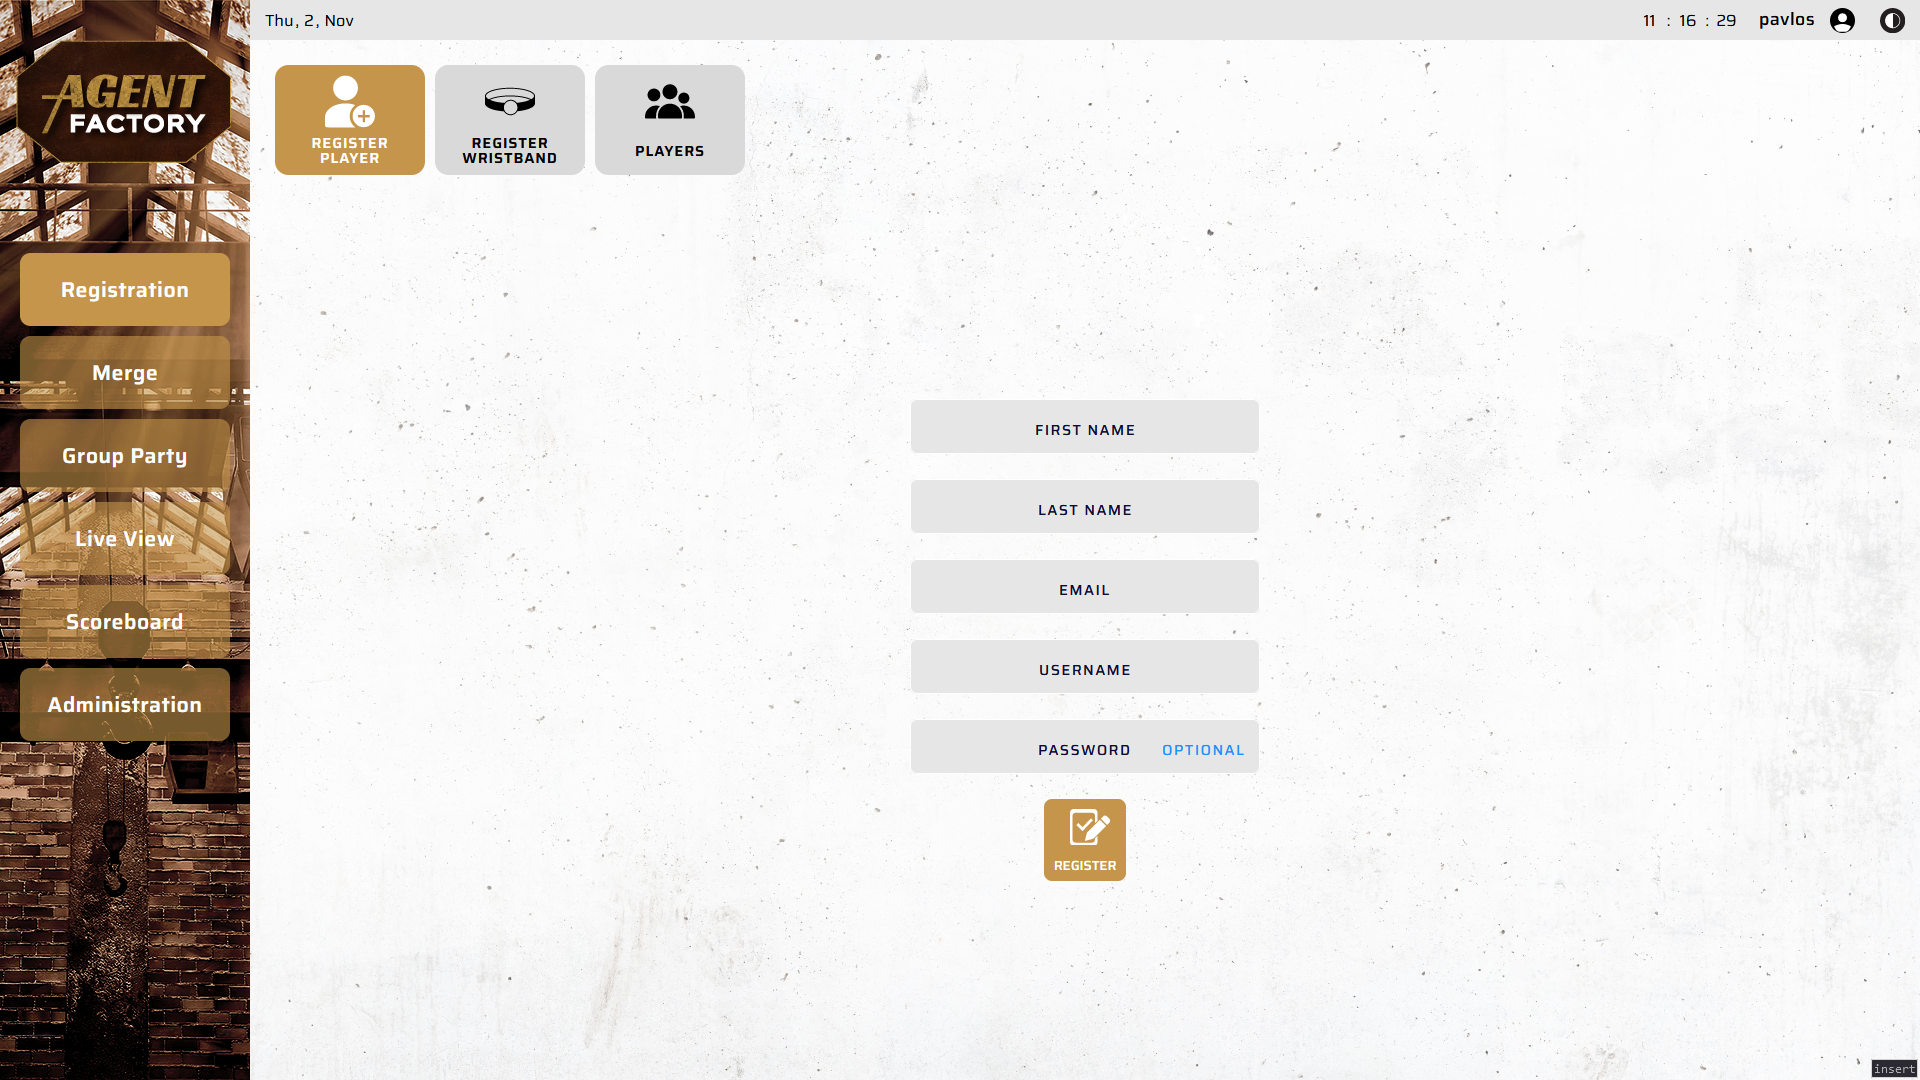 Thu, 2, Nov
11 : 16 : 29
pavlos
AGENT
FACTORY
REGISTER
PLAYER
REGISTER
WRISTBAND
PLAYERS
Registration
Merge
Group Party
Live View
Scoreboard
Administration
FIRST NAME
LAST NAME
EMAIL
USERNAME
PASSWORD OPTIONAL
REGISTER
insert